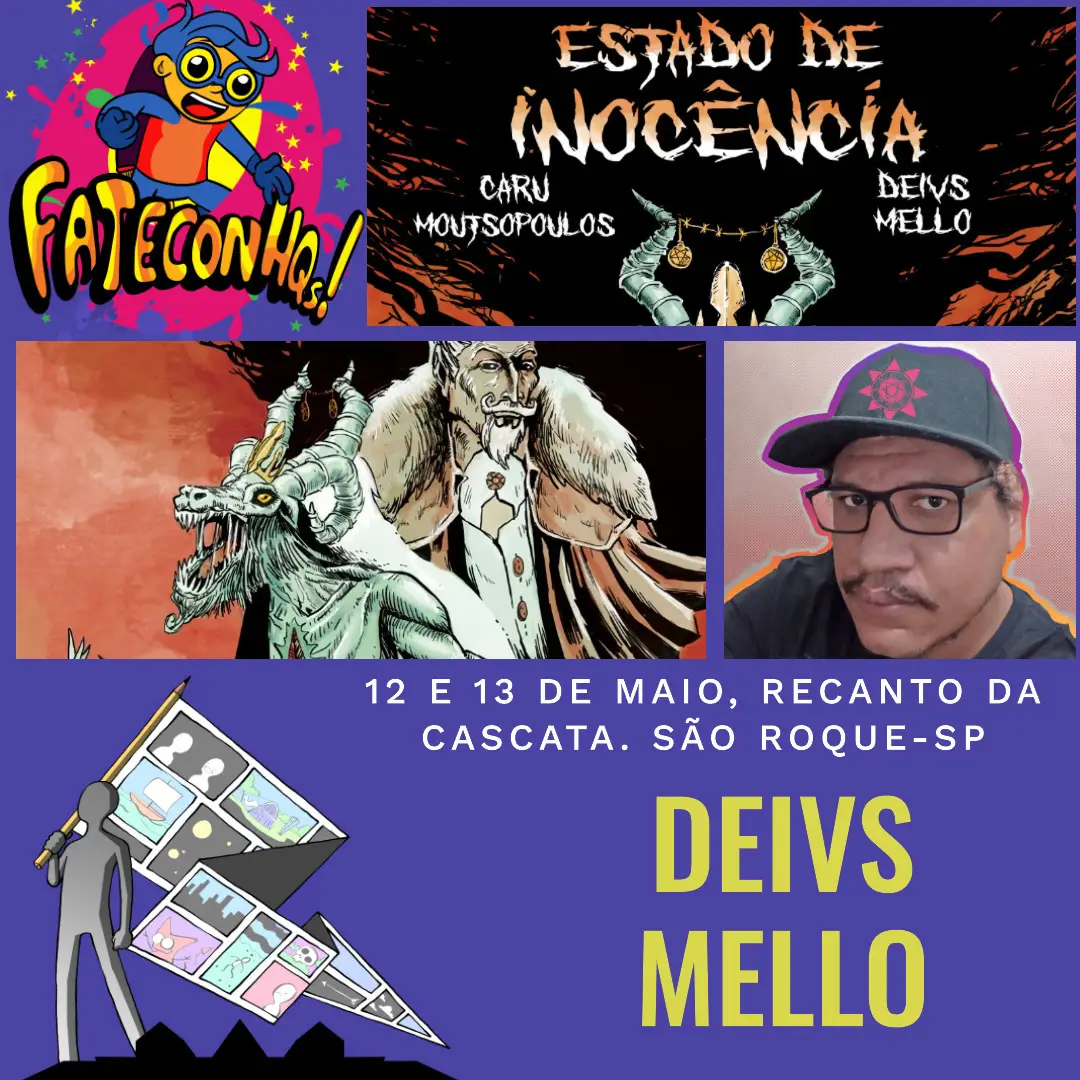 FATECONHQs!
ESTADO DE
INOCÊNCIA
CARU
MOUTSOPOULOS
DEIVS
MELLO
12 E 13 DE MAIO, RECANTO DA
CASCATA. SÃO ROQUE-SP
DEIVS
MELLO